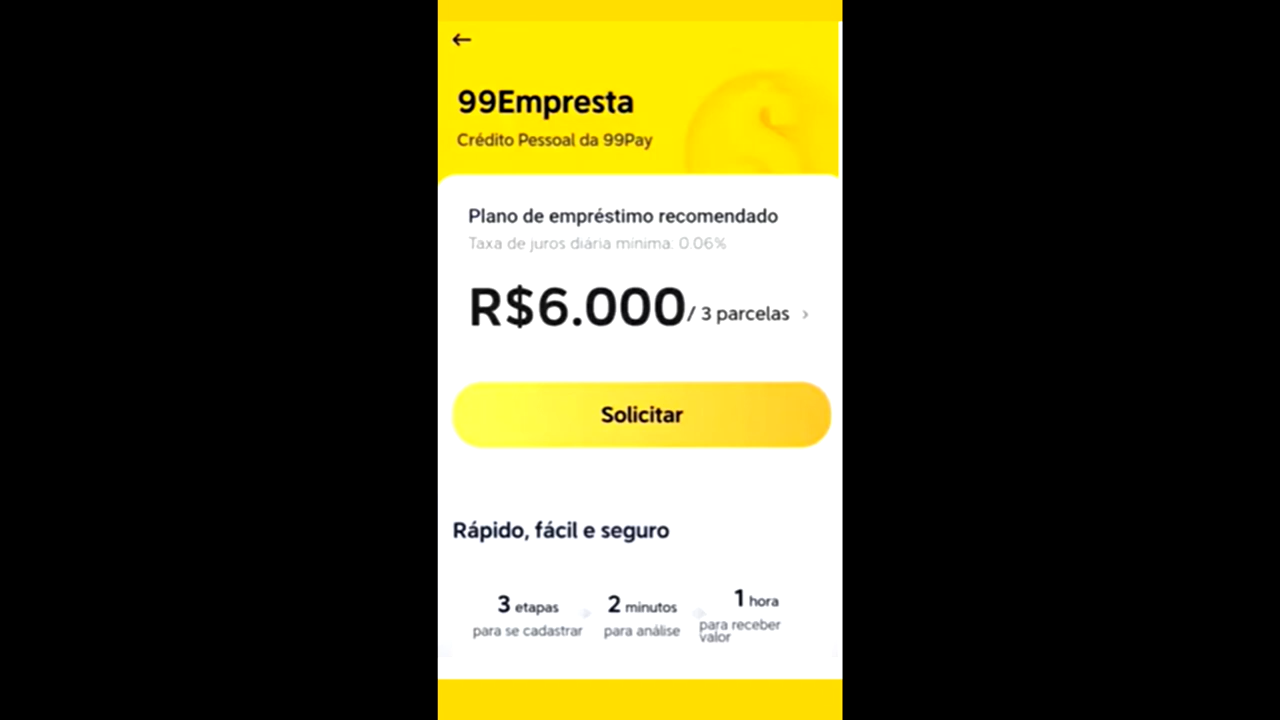 99Empresta
Crédito Pessoal da 99Pay
Plano de empréstimo recomendado
Taxa de juros diária mínima: 0.06%
R$6.000/ 3 parcelas >
Solicitar
Rápido, fácil e seguro
3 etapas
para se cadastrar
2 minutos
para análise
1 hora
para receber
valor